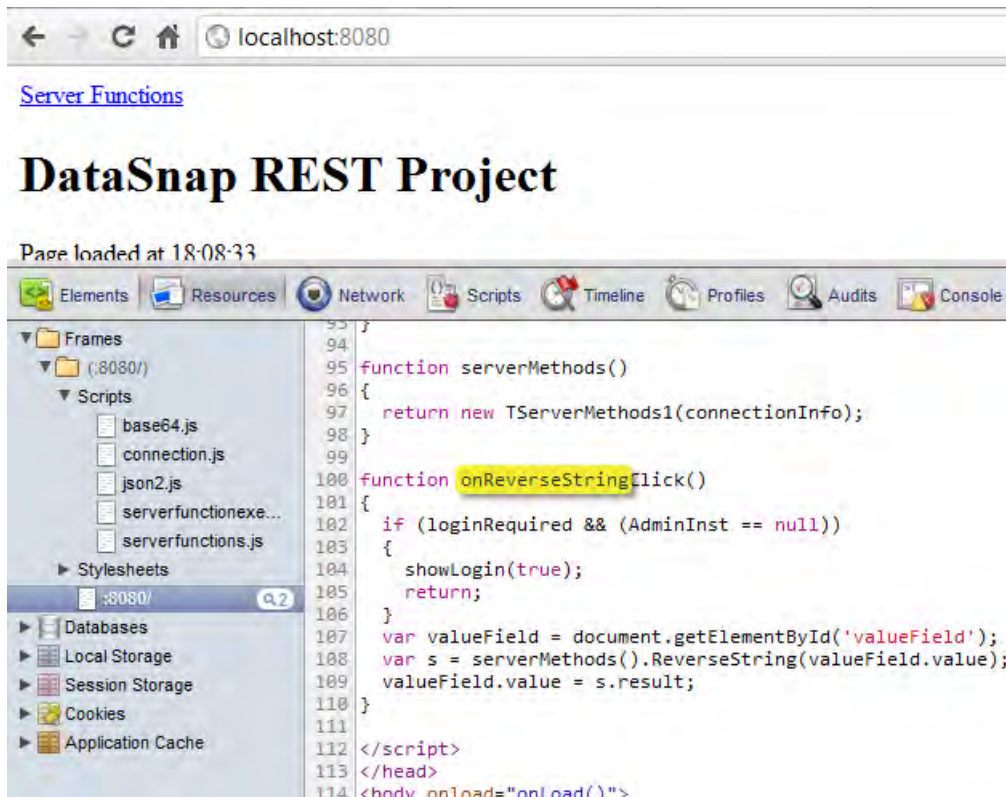 localhost:8080
Server Functions
DataSnap REST Project
Page loaded at 18:08:33
Elements Resources Network Scripts Timeline Profiles Audits Console
Frames
(:8080/)
Scripts
base64.js
connection.js
json2.js
serverfunctionexe...
serverfunctions.js
Stylesheets
:8080/ 2
Databases
Local Storage
Session Storage
Cookies
Application Cache
93 }
94
95 function serverMethods()
96 {
97 return new TServerMethods1(connectionInfo);
98 }
99
100 function onReverseStringClick()
101 {
102 if (loginRequired && (AdminInst == null))
103 {
104 showLogin(true);
105 return;
106 }
107 var valueField = document.getElementById('valueField');
108 var s = serverMethods().ReverseString(valueField.value);
109 valueField.value = s.result;
110 }
111
112 </script>
113 </head>
114 <body onload="onLoad()">